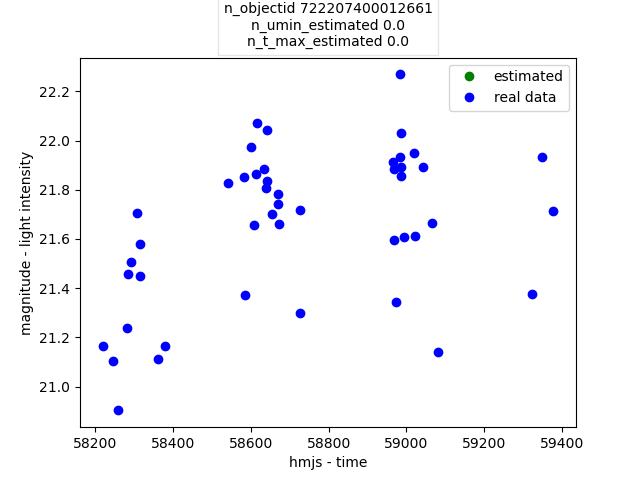 n_objectid 722207400012661
n_umin_estimated 0.0
n_t_max_estimated 0.0
estimated
real data
22.2
22.0
21.8
21.6
21.4
21.2
21.0
magnitude - light intensity
58200 58400 58600 58800 59000 59200 59400
hmjs - time